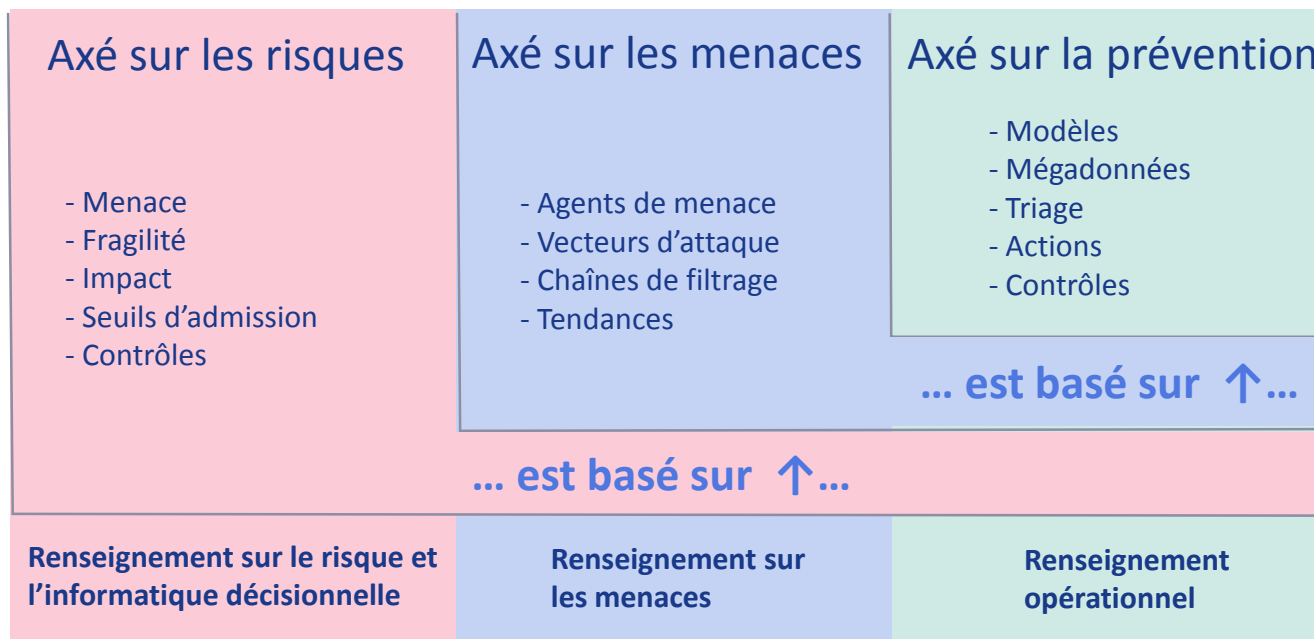 Axé sur les risques
- Menace
- Fragilité
- Impact
- Seuils d’admission
- Contrôles
Axé sur les menaces
- Agents de menace
- Vecteurs d'attaque
- Chaînes de filtrage
- Tendances
Axé sur la prévention
- Modèles
- Mégadonnées
- Triage
- Actions
- Contrôles
... est basé sur ↑...
... est basé sur ↑...
Renseignement sur le risque et
l’informatique décisionnelle
Renseignement sur
les menaces
Renseignement
opérationnel